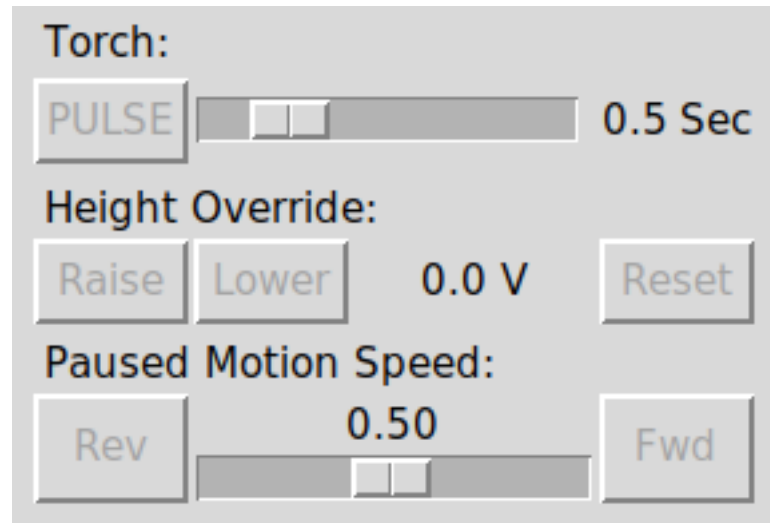 Torch:
PULSE 0.5 Sec
Height Override:
Raise Lower 0.0 V Reset
Paused Motion Speed:
0.50
Rev Fwd